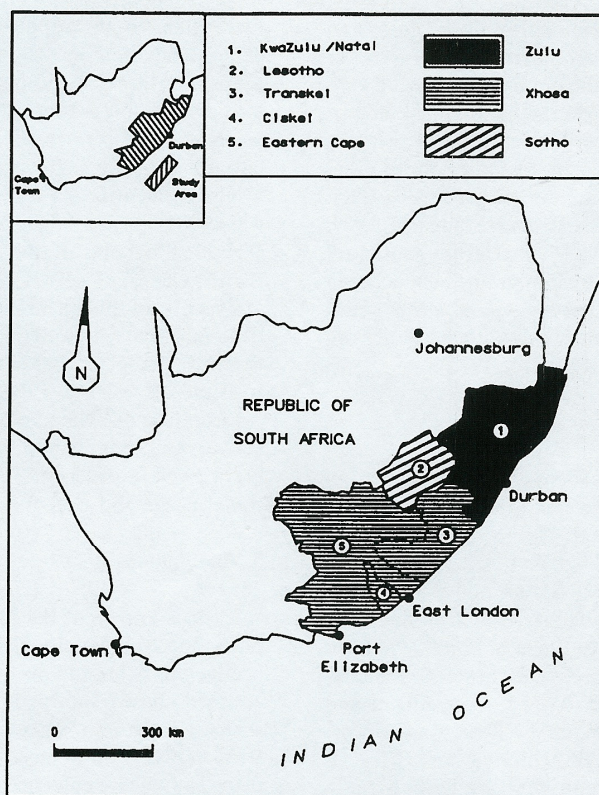 1. KwaZulu/Natal
2. Lesotho
3. Transkei
4. Ciskei
5. Eastern Cape
Zulu
Xhosa
Sotho
Durban
Cape
Town
Study
Area
N
Johannesburg
REPUBLIC OF
SOUTH AFRICA
1
2
Durban
3
5
4
East London
Cape Town
Port
Elizabeth
0 300 km
INDIAN OCEAN